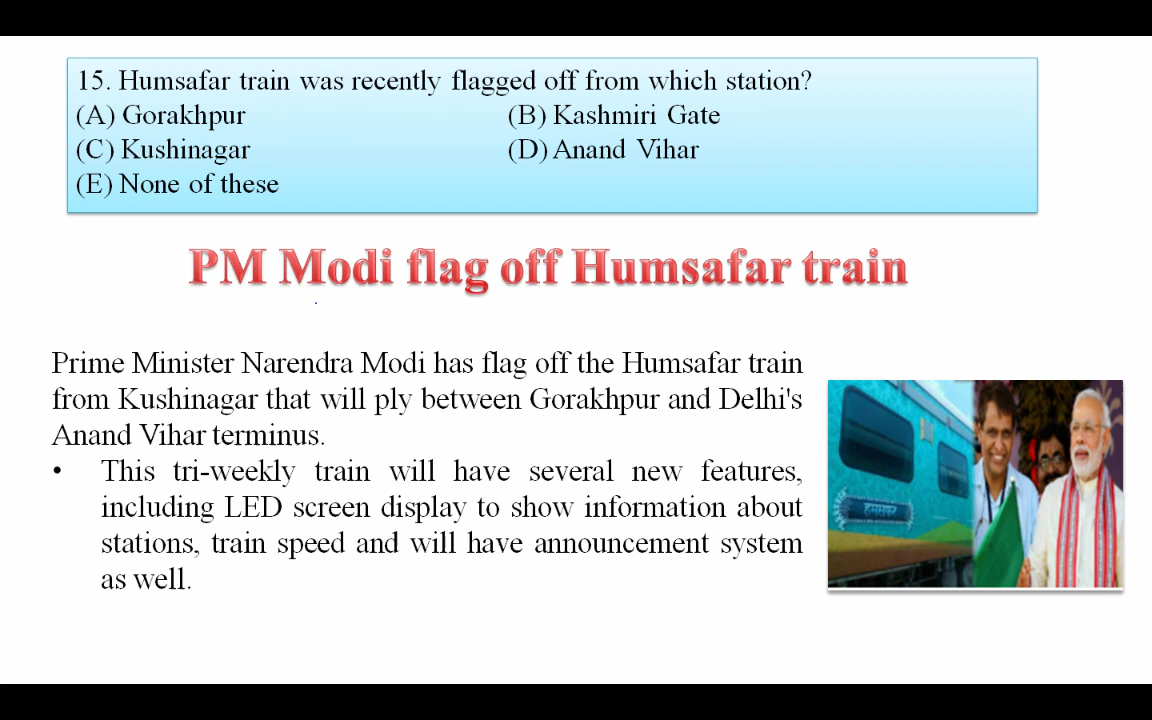 15. Humsafar train was recently flagged off from which station?
(A) Gorakhpur (B) Kashmiri Gate
(C) Kushinagar (D) Anand Vihar
(E) None of these
PM Modi flag off Humsafar train
Prime Minister Narendra Modi has flag off the Humsafar train
from Kushinagar that will ply between Gorakhpur and Delhi's
Anand Vihar terminus.
• This tri-weekly train will have several new features,
including LED screen display to show information about
stations, train speed and will have announcement system
as well.
हमसफर